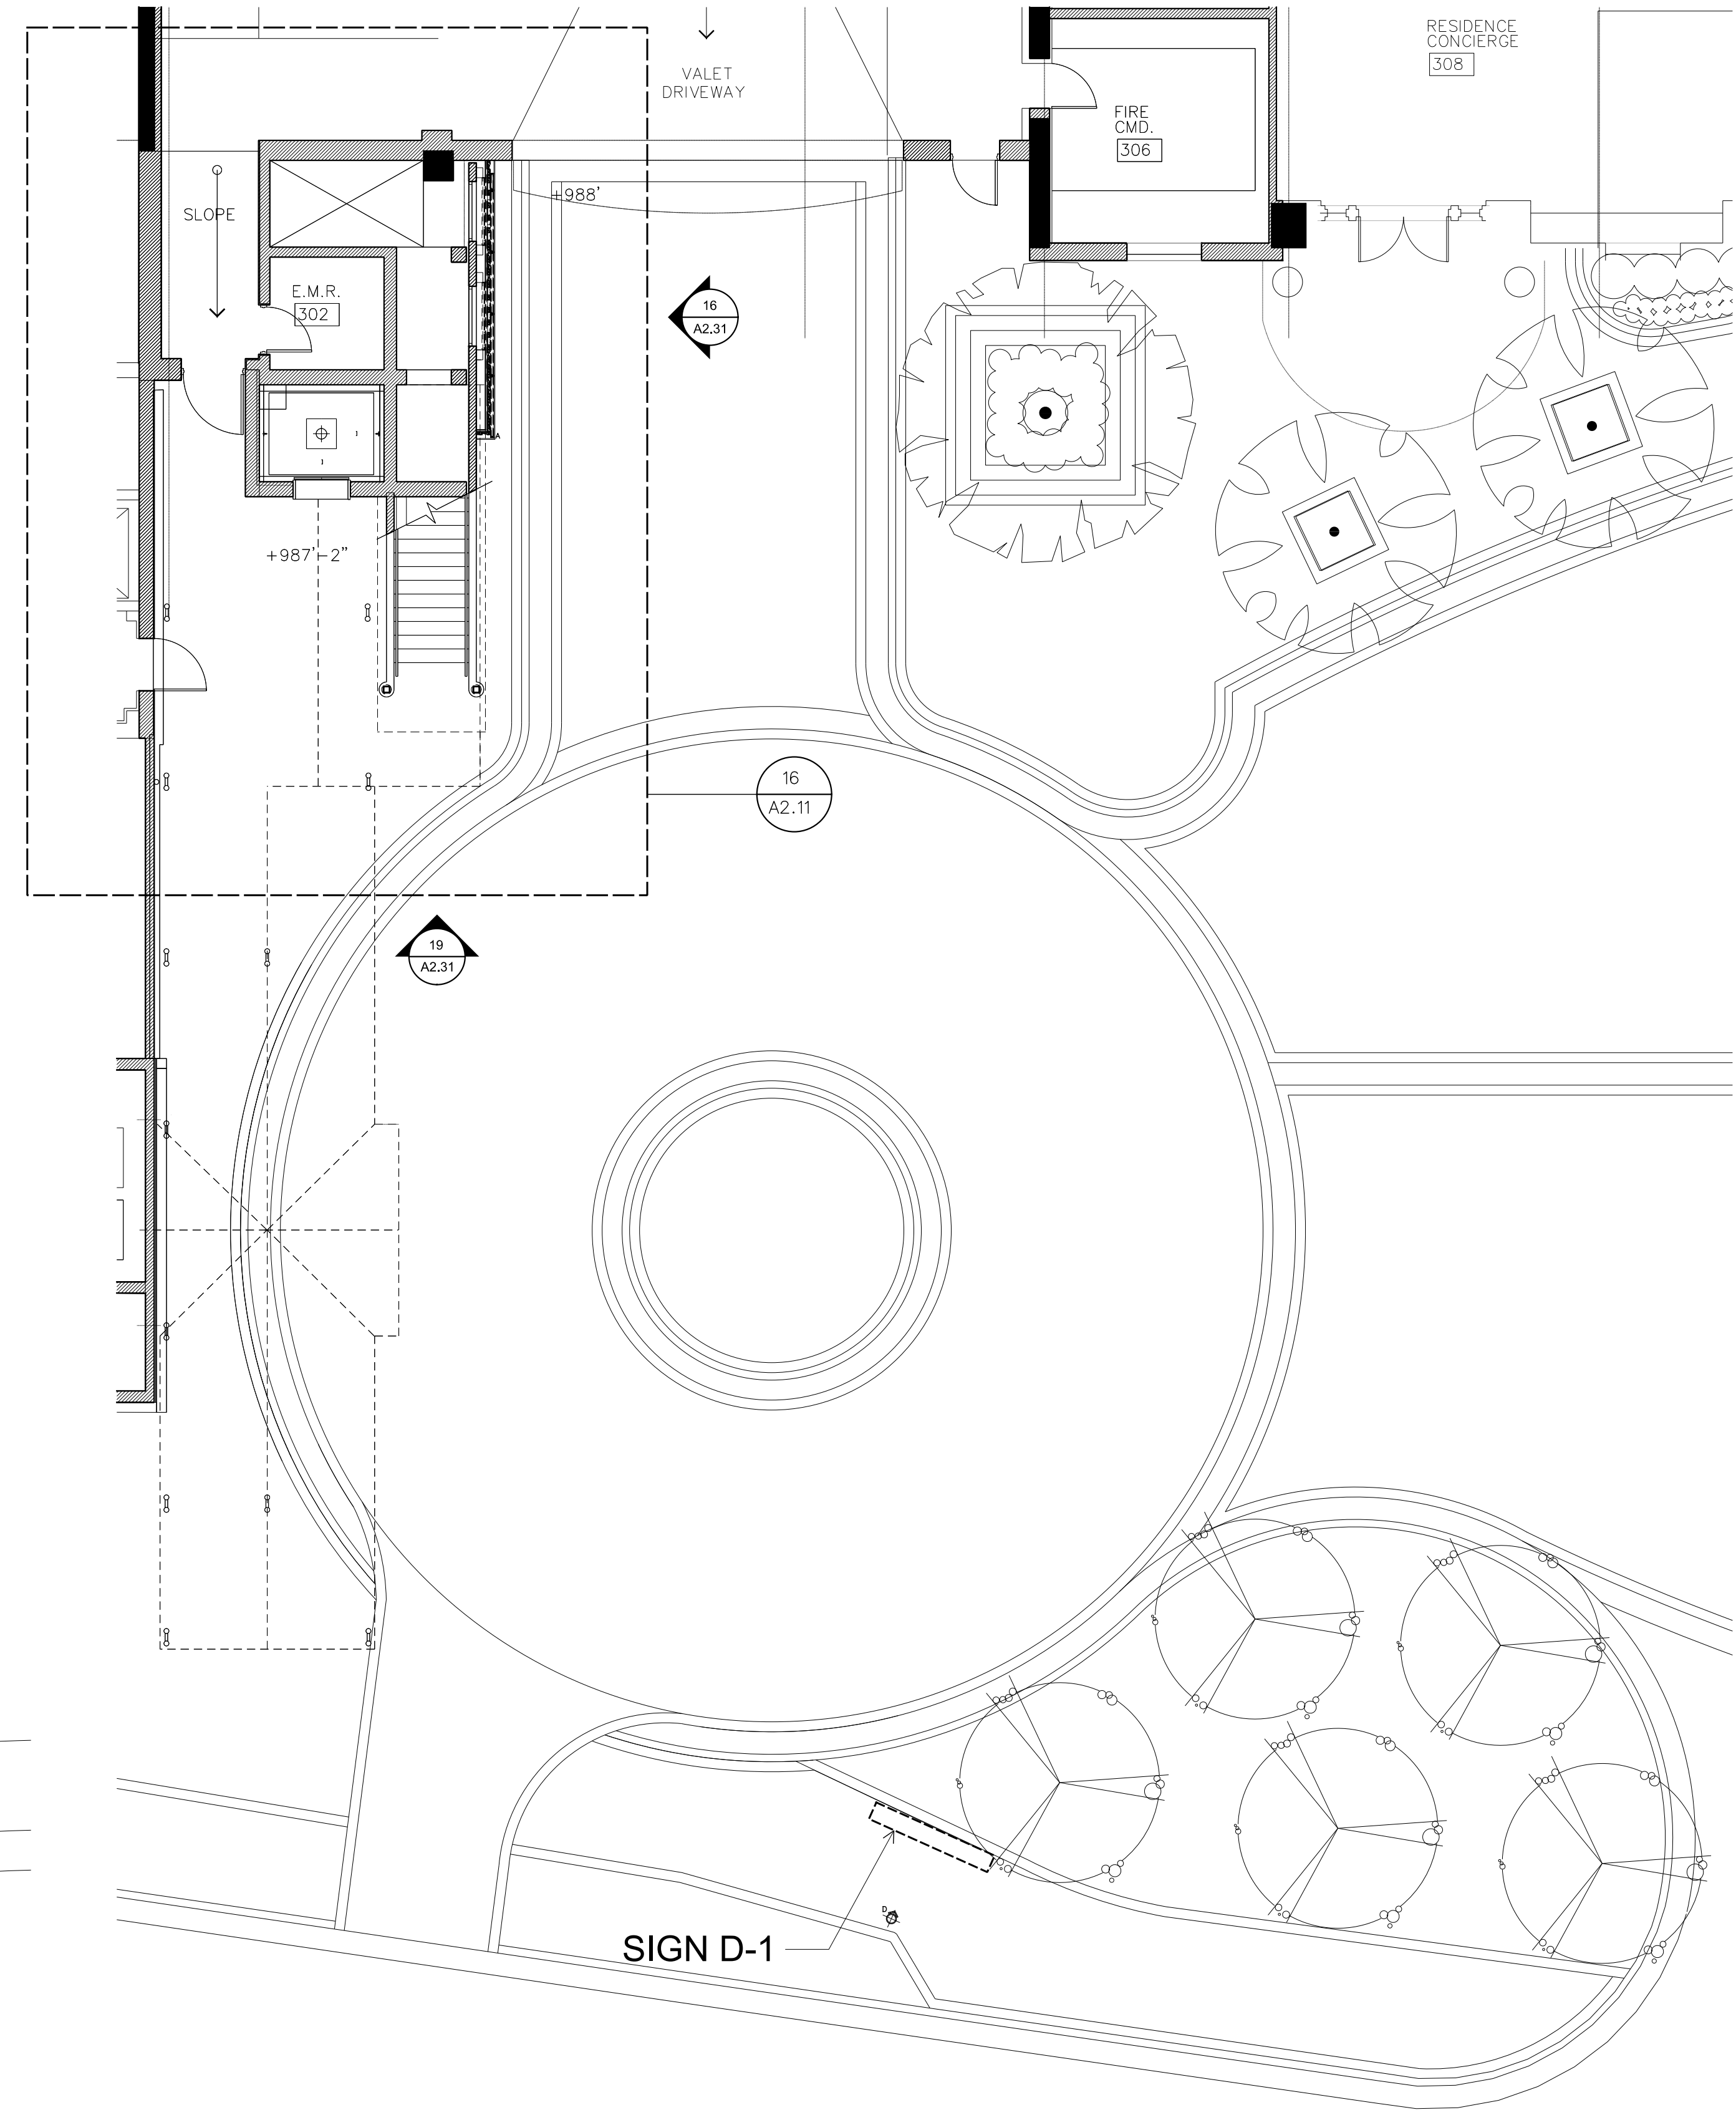 RESIDENCE
CONCIERGE
308
VALET
DRIVEWAY
FIRE
CMD.
306
+988'
SLOPE
E.M.R.
302
16
A2.31
A
+987'-2"
16
A2.11
19
A2.31
D
SIGN D-1